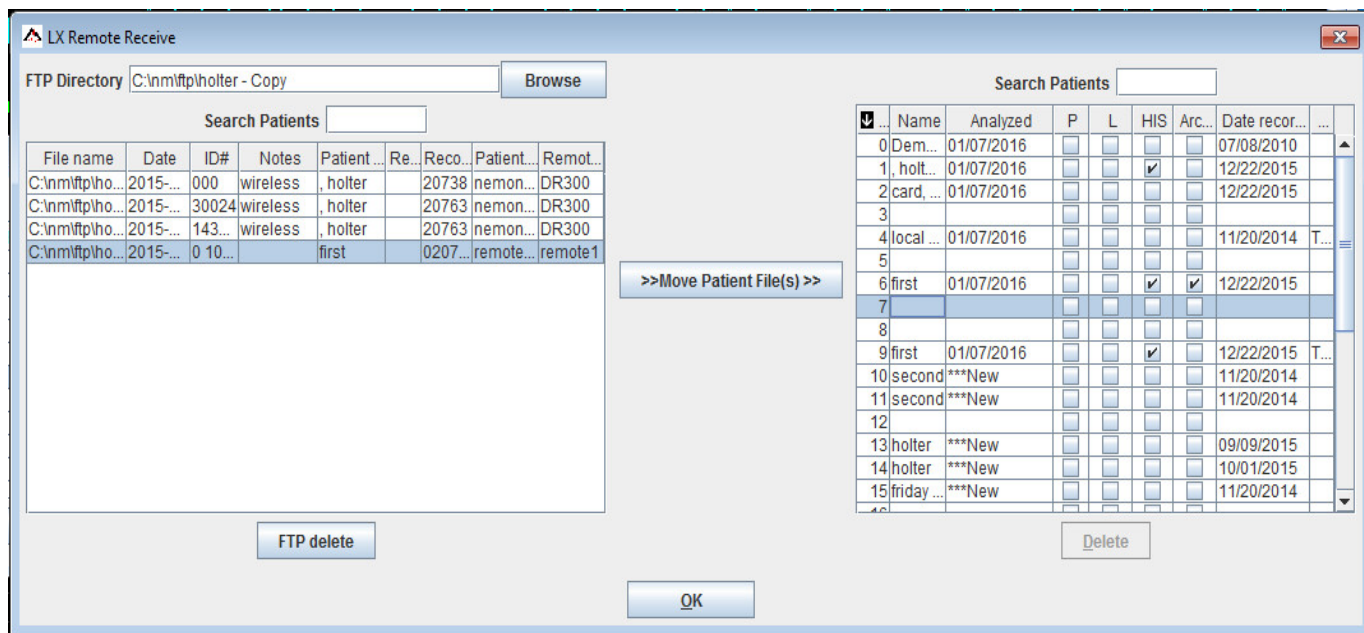 LX Remote Receive
FTP Directory C:\nm\ftp\holter - Copy Browse
Search Patients
File name Date ID# Notes Patient ... Re... Reco... Patient... Remot...
C:\nm\ftp\ho... 2015-... 000 wireless , holter 20738 nemon... DR300
C:\nm\ftp\ho... 2015-... 30024 wireless , holter 20763 nemon... DR300
C:\nm\ftp\ho... 2015-... 143... wireless , holter 20763 nemon... DR300
C:\nm\ftp\ho... 2015-... 0 10... first 0207... remote... remote1
FTP delete
>>Move Patient File(s) >>
Search Patients
... Name Analyzed P L HIS Arc... Date recor... ...
0 Dem... 01/07/2016 07/08/2010
1 , holt... 01/07/2016 12/22/2015
2 card, ... 01/07/2016 12/22/2015
3
4 local ... 01/07/2016 11/20/2014 T...
5
6 first 01/07/2016 12/22/2015
7
8
9 first 01/07/2016 12/22/2015 T...
10 second ***New 11/20/2014
11 second ***New 11/20/2014
12
13 holter ***New 09/09/2015
14 holter ***New 10/01/2015
15 friday ... ***New 11/20/2014
Delete
OK